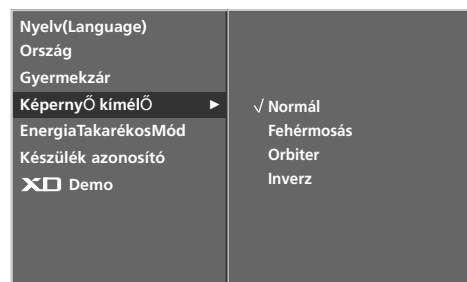 Nyelv(Language)
Ország
Gyermekzár
KépernyŐ kímélŐ ►
EnergiaTakarékosMód
Készülék azonosító
XD Demo
√ Normál
Fehérmosás
Orbiter
Inverz